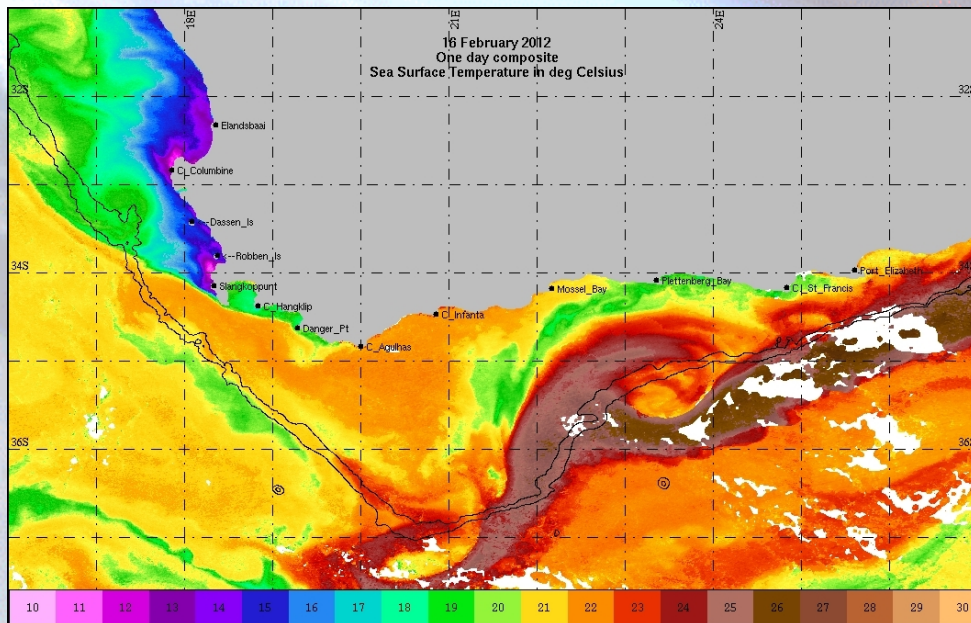 18E
21E
24E
16 February 2012
One day composite
Sea Surface Temperature in deg Celsius
32S
32S
Elandsbaai
C_Columbine
<--Dassen_Is
<--Robben_Is
34S
34S
Slangkoppunt
Port_Elizabeth
Plettenberg_Bay
C_St_Francis
Mossel_Bay
C_Hangklip
C_Infanta
Danger_Pt
C_Agulhas
36S
36S
10 11 12 13 14 15 16 17 18 19 20 21 22 23 24 25 26 27 28 29 30